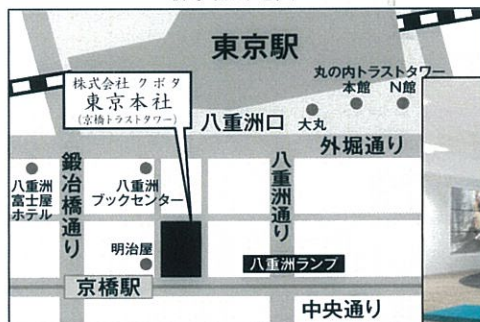 東京駅
株式会社 クボタ
東京本社
(京橋トラストタワー)
丸の内トラストタワー
本館 N館
大丸
八重洲口
外堀通り
鍛冶橋通り
八重洲通り
八重洲
富士屋
ホテル
八重洲
ブックセンター
明治屋
八重洲ランプ
京橋駅
中央通り